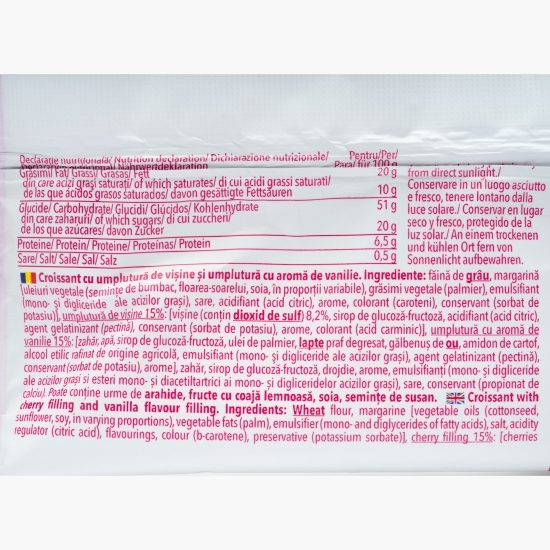 Declarație nutrițională/ Nutrition declaration/ Dichiarazione nutrizionale/ Pentru/Per/
Nährwertdeklaration Para/ für 100 g
Grăsimi/ Fat/ Grassi/ Grasas/ Fett 20 g
din care acizi grași saturați/ of which saturates/ di cui acidi grassi saturati/
de las que ácidos grasos saturados/ davon gesättigte Fettsäuren 10 g
Glucide/ Carbohydrate/ Glucidi/ Glúcidos/ Kohlenhydrate 51 g
din care zaharuri/ of which sugars/ di cui zuccheri/
de los que azúcares/ davon Zucker 20 g
Proteine/ Protein/ Proteine/ Proteínas/ Protein 6,5 g
Sare/ Salt/ Sale/ Sal/ Salz 0,5 g
from direct sunlight./
Conservare in un luogo asciutto
e fresco, tenere lontano dalla
luce solare./ Conservar en lugar
seco y fresco, protegido de la
luz solar./ An einem trockenen
und kühlen Ort fern von
Sonnenlicht aufbewahren.
Croissant cu umplutură de vișine și umplutură cu aromă de vanilie. Ingrediente: făină de grâu, margarină
[uleiuri vegetale (semințe de bumbac, floarea-soarelui, soia, în proporții variabile), grăsimi vegetale (palmier), emulsifiant
(mono- și digliceride ale acizilor grași), sare, acidifiant (acid citric), arome, colorant (caroteni), conservant (sorbat de
potasiu)], umplutură de vișine 15%: [vișine (conțin dioxid de sulf) 8,2%, sirop de glucoză-fructoză, acidifiant (acid citric),
agent gelatinizant (pectină), conservant (sorbat de potasiu), arome, colorant (acid carminic)], umplutură cu aromă de
vanilie 15%: [zahăr, apă, sirop de glucoză-fructoză, ulei de palmier, lapte praf degresat, gălbenuș de ou, amidon de cartof,
alcool etilic rafinat de origine agricolă, emulsifiant (mono- și digliceride ale acizilor grași), agent gelatinizant (pectină),
conservant (sorbat de potasiu), arome], zahăr, sirop de glucoză-fructoză, drojdie, arome, emulsifianți (mono- și digliceride
ale acizilor grași si esteri mono- și diacetiltartrici ai mono- și digliceridelor acizilor grași), sare, conservant (propionat de
calciu). Poate conține urme de arahide, fructe cu coajă lemnoasă, soia, semințe de susan. Croissant with
cherry filling and vanilla flavour filling. Ingredients: Wheat flour, margarine [vegetable oils (cottonseed,
sunflower, soy, in varying proportions), vegetable fats (palm), emulsifier (mono- and diglycerides of fatty acids), salt, acidity
regulator (citric acid), flavourings, colour (b-carotene), preservative (potassium sorbate)], cherry filling 15%: [cherries